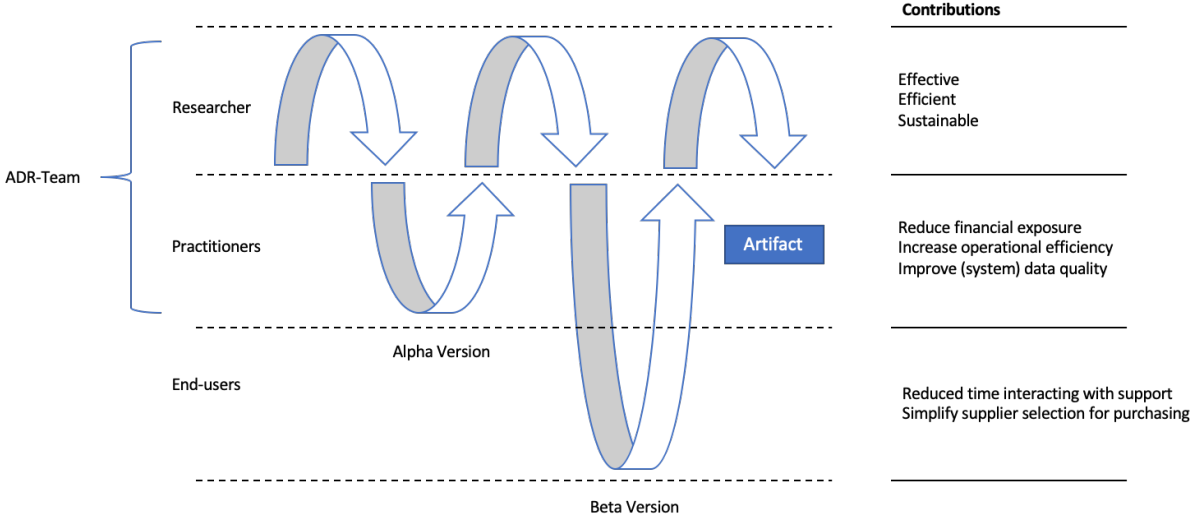 Contributions
Researcher
Effective
Efficient
Sustainable
ADR-Team
Practitioners
Artifact
Reduce financial exposure
Increase operational efficiency
Improve (system) data quality
Alpha Version
End-users
Reduced time interacting with support
Simplify supplier selection for purchasing
Beta Version